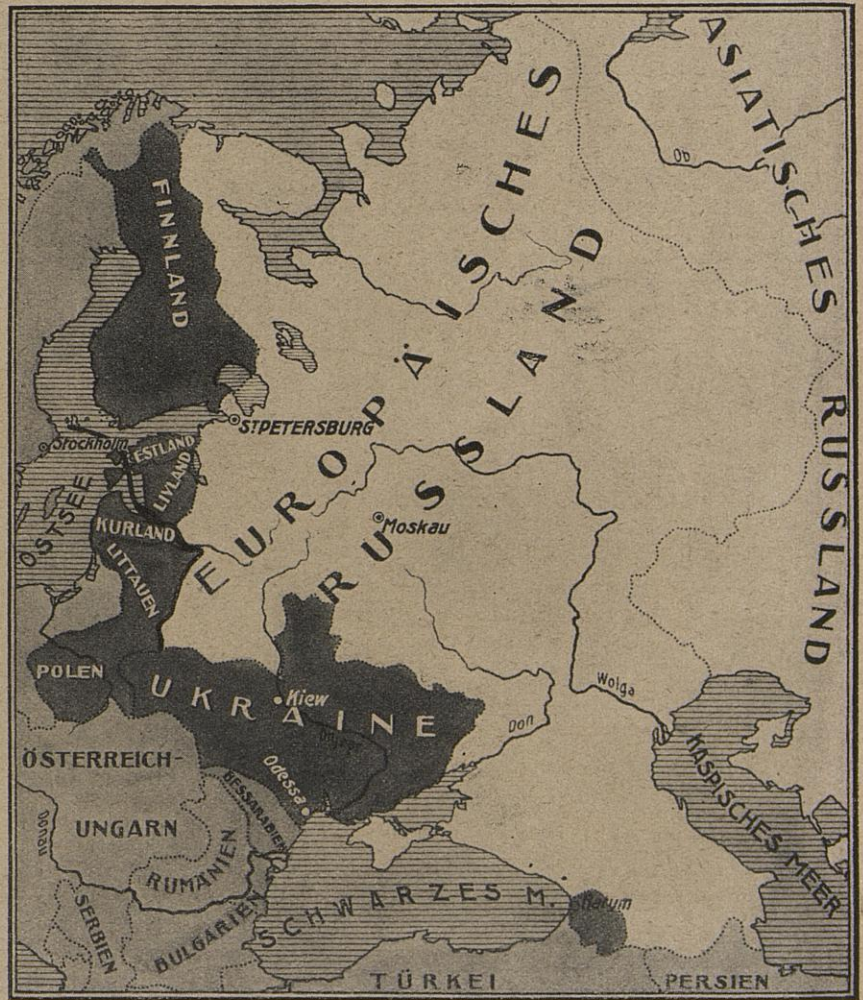 ASIATISCHES RUSSLAND
Ob
EUROPÄISCHES
RUSSLAND
FINNLAND
ST.PETERSBURG
Stockholm
ESTLAND
LIVLAND
OSTSEE
KURLAND
Moskau
LITTAUEN
POLEN
UKRAINE
Kiew
Wolga
Don
ÖSTERREICH-
UNGARN
Odessa
BESSARABIEN
KASPISCHES MEER
RUMÄNIEN
SERBIEN
BULGARIEN
SCHWARZES M.
Batum
TÜRKEI
PERSIEN